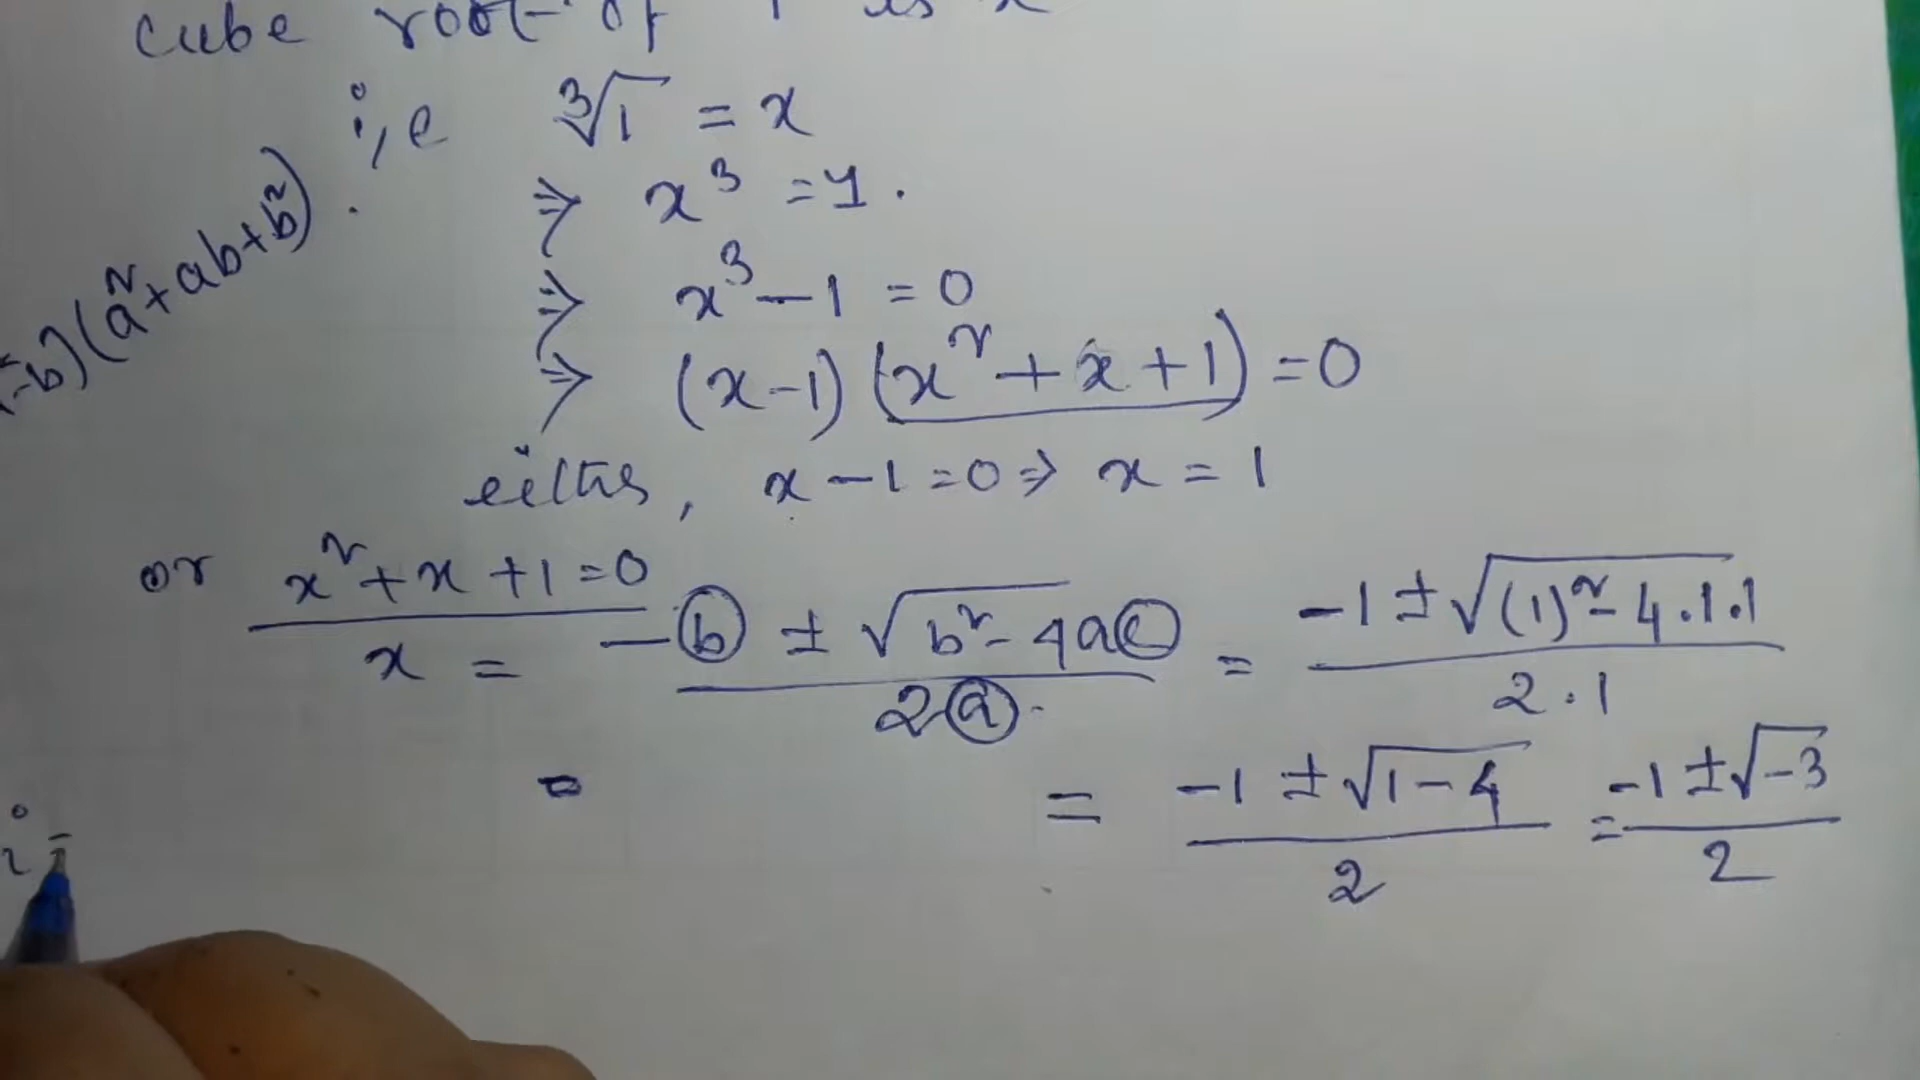 cube root of 1 is x
i,e ∛1 = x
-b)(a²+ab+b²).
⇒ x³ = 1.
⇒ x³ − 1 = 0
⇒ (x−1)(x²+x+1) = 0
x−1=0 ⇒ x = 1
or x²+x+1=0
x = −b ± √(b²−4ac) / 2a = −1 ± √((1)²−4.1.1) / 2.1
= −1 ± √(1−4) / 2 = −1 ± √−3 / 2
i =